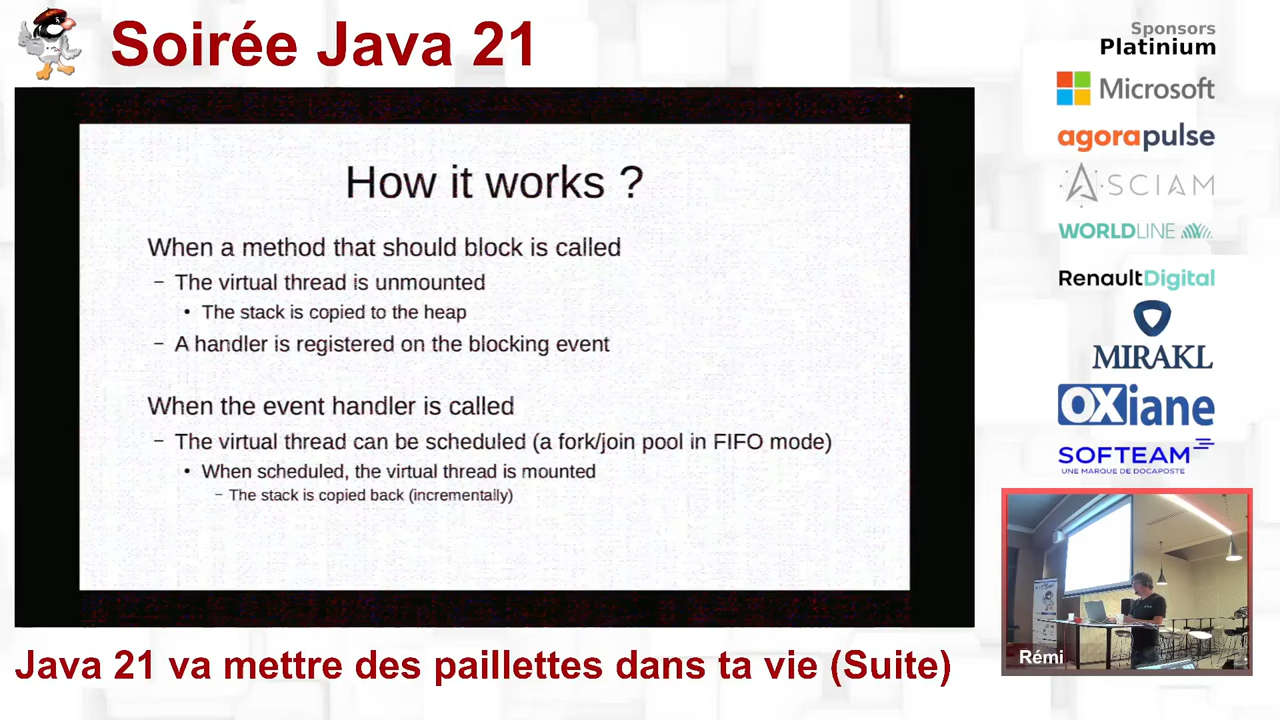 Soirée Java 21
Sponsors
Platinium
Microsoft
agorapulse
ASCIAM
WORLDLINE
RenaultDigital
MIRAKL
OXiane
SOFTEAM
UNE MARQUE DE DOCAPOSTE
How it works ?
When a method that should block is called
– The virtual thread is unmounted
• The stack is copied to the heap
– A handler is registered on the blocking event
When the event handler is called
– The virtual thread can be scheduled (a fork/join pool in FIFO mode)
• When scheduled, the virtual thread is mounted
– The stack is copied back (incrementally)
Rémi
Java 21 va mettre des paillettes dans ta vie (Suite)